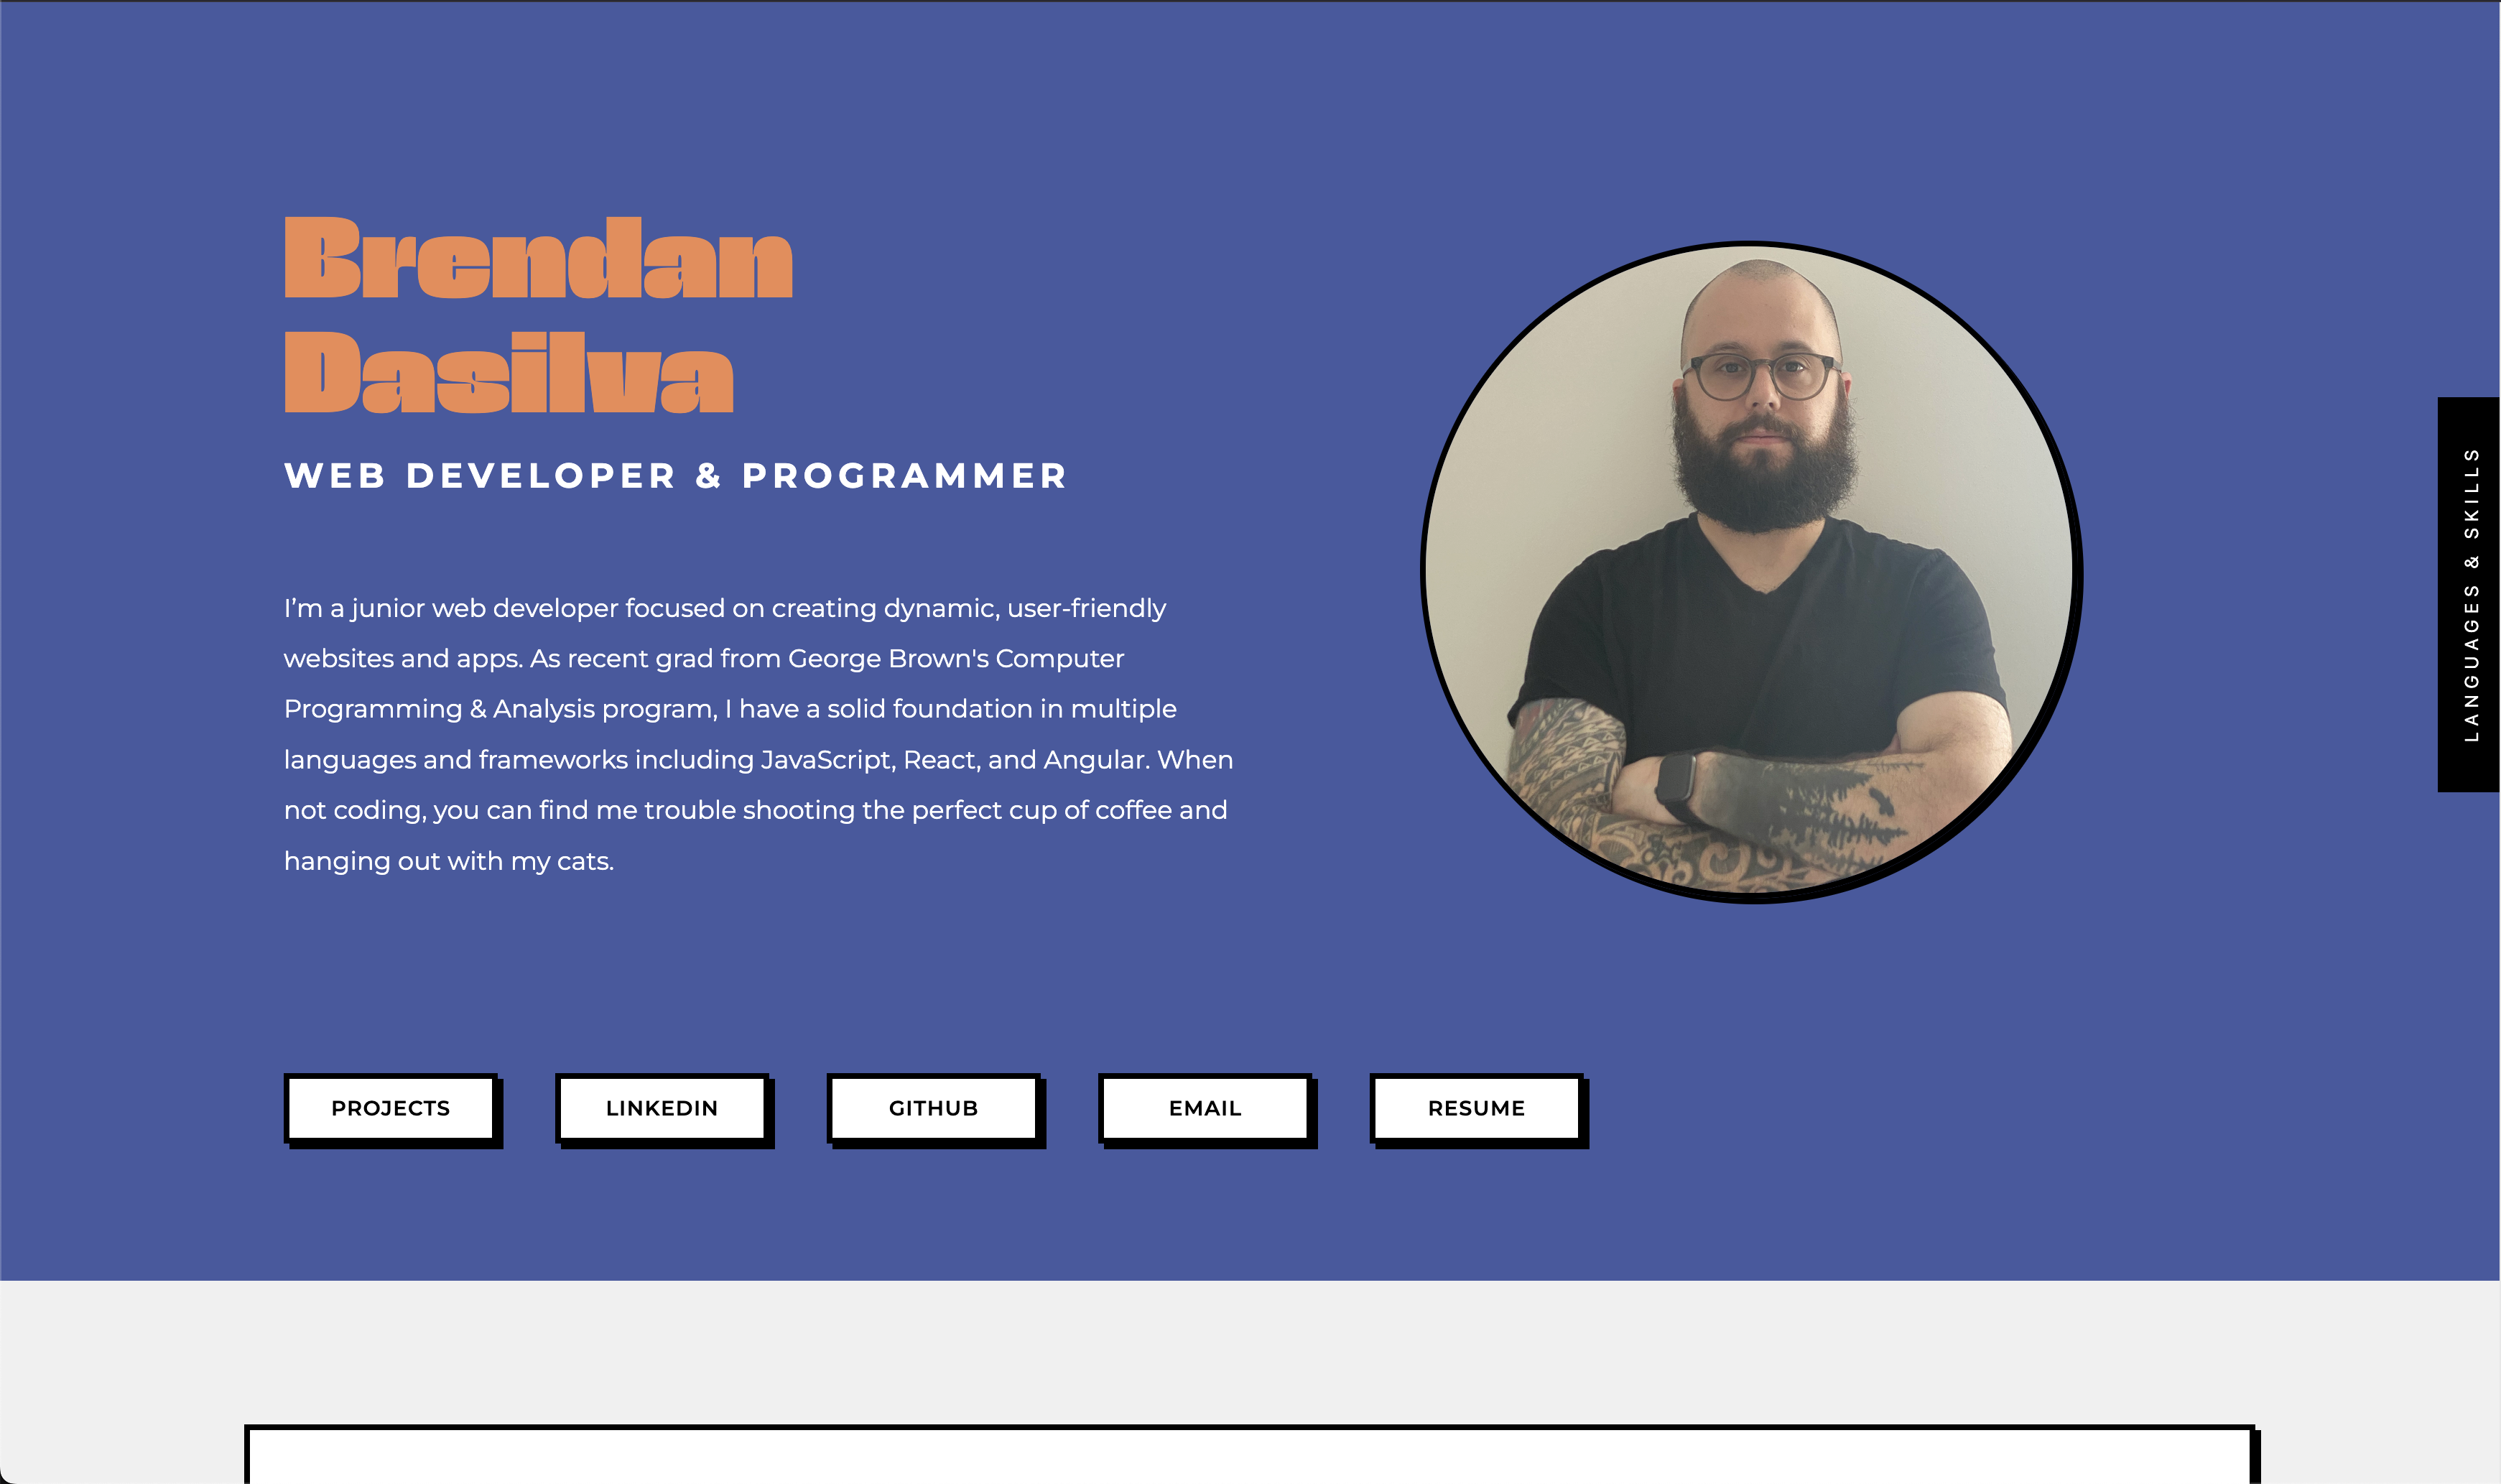 Brendan
Dasilva
WEB DEVELOPER & PROGRAMMER
I’m a junior web developer focused on creating dynamic, user-friendly
websites and apps. As recent grad from George Brown's Computer
Programming & Analysis program, I have a solid foundation in multiple
languages and frameworks including JavaScript, React, and Angular. When
not coding, you can find me trouble shooting the perfect cup of coffee and
hanging out with my cats.
LANGUAGES & SKILLS
PROJECTS
LINKEDIN
GITHUB
EMAIL
RESUME